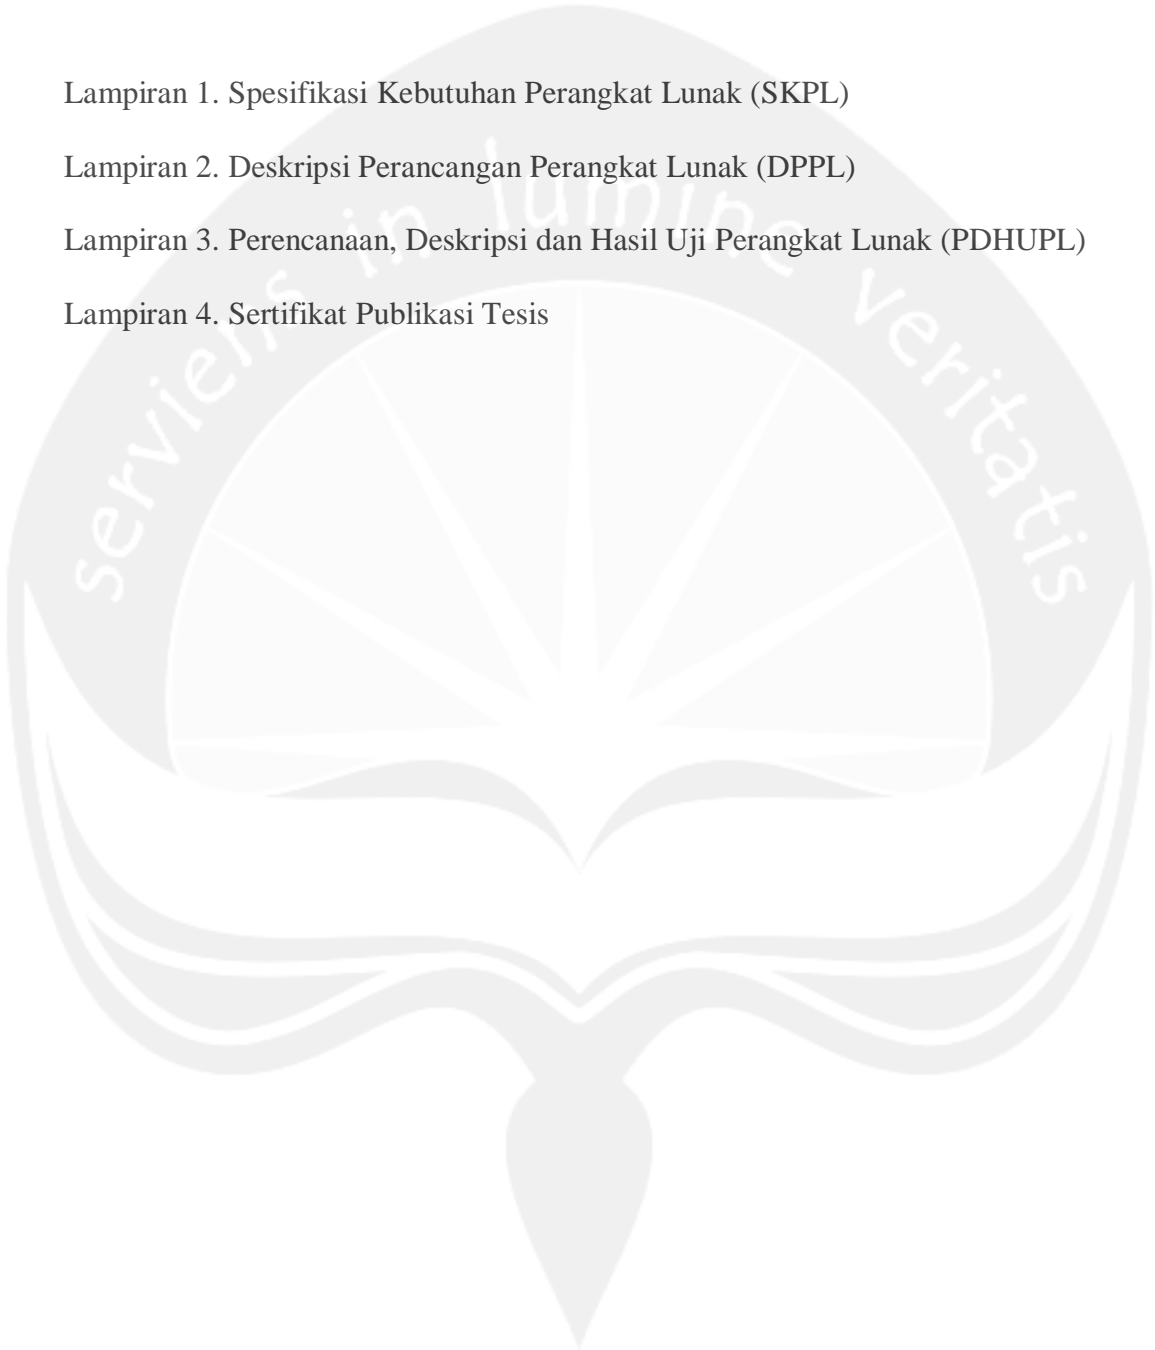 Lampiran 1. Spesifikasi Kebutuhan Perangkat Lunak (SKPL)
Lampiran 2. Deskripsi Perancangan Perangkat Lunak (DPPL)
Lampiran 3. Perencanaan, Deskripsi dan Hasil Uji Perangkat Lunak (PDHUPL)
Lampiran 4. Sertifikat Publikasi Tesis
serviens in lumine veritatis